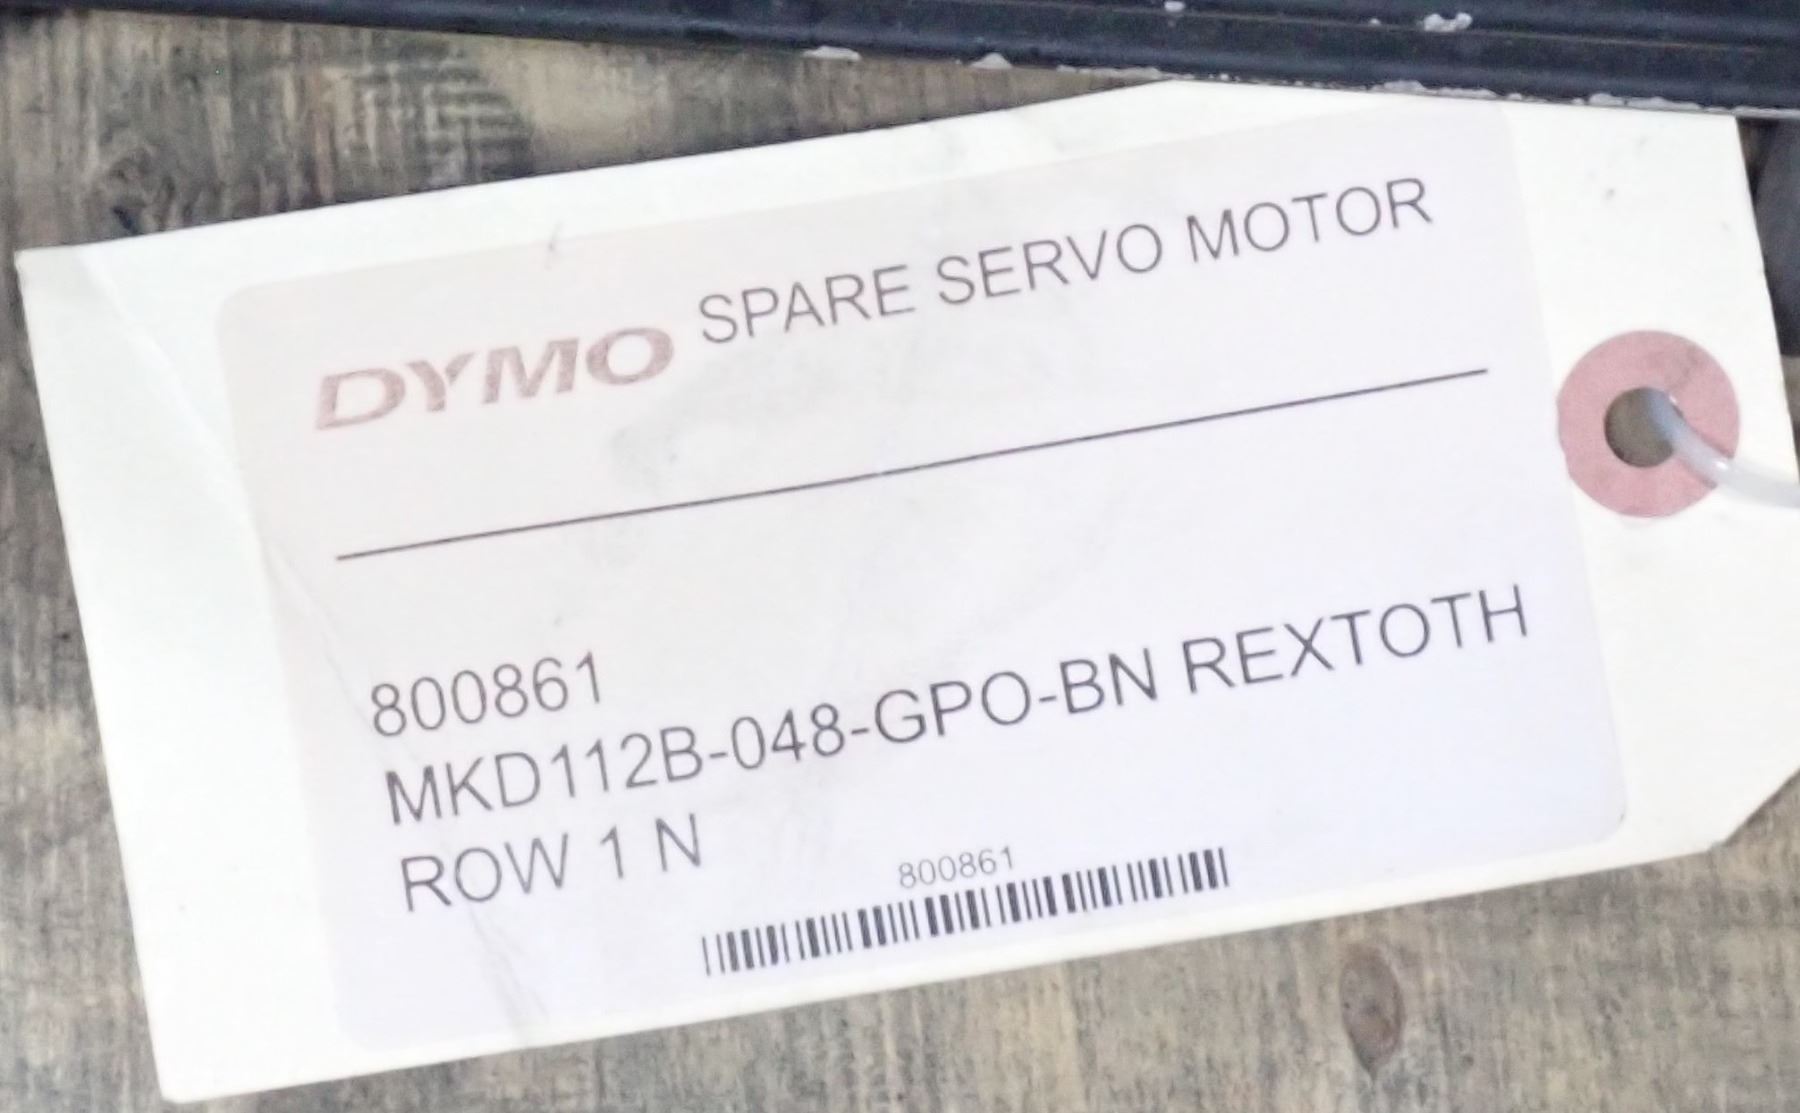 DYMO SPARE SERVO MOTOR
800861
MKD112B-048-GPO-BN REXTOTH
ROW 1 N
800861